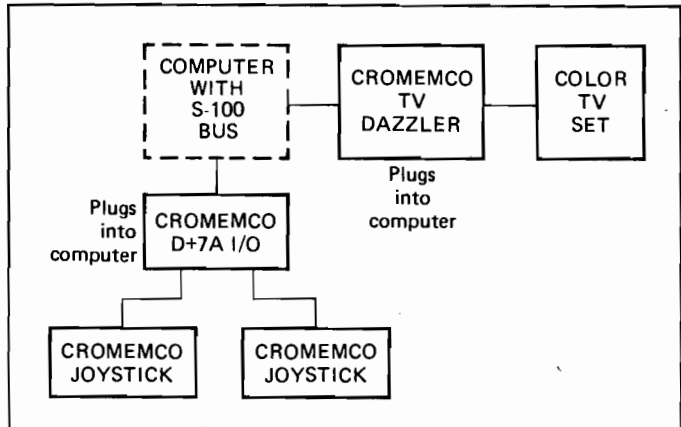 COMPUTER
WITH
S-100
BUS
CROMEMCO
TV
DAZZLER
COLOR
TV
SET
Plugs
into
computer
Plugs
into
computer
CROMEMCO
D+7A I/O
CROMEMCO
JOYSTICK
CROMEMCO
JOYSTICK